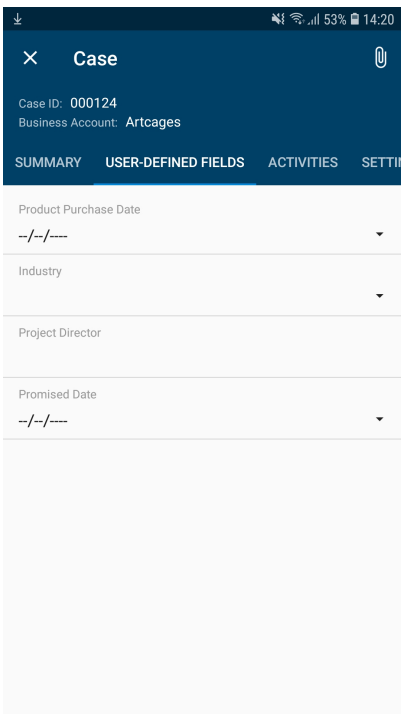 53% 14:20
Case
Case ID: 000124
Business Account: Artcages
SUMMARY USER-DEFINED FIELDS ACTIVITIES SETTI
Product Purchase Date
--/--/----
Industry
Project Director
Promised Date
--/--/----